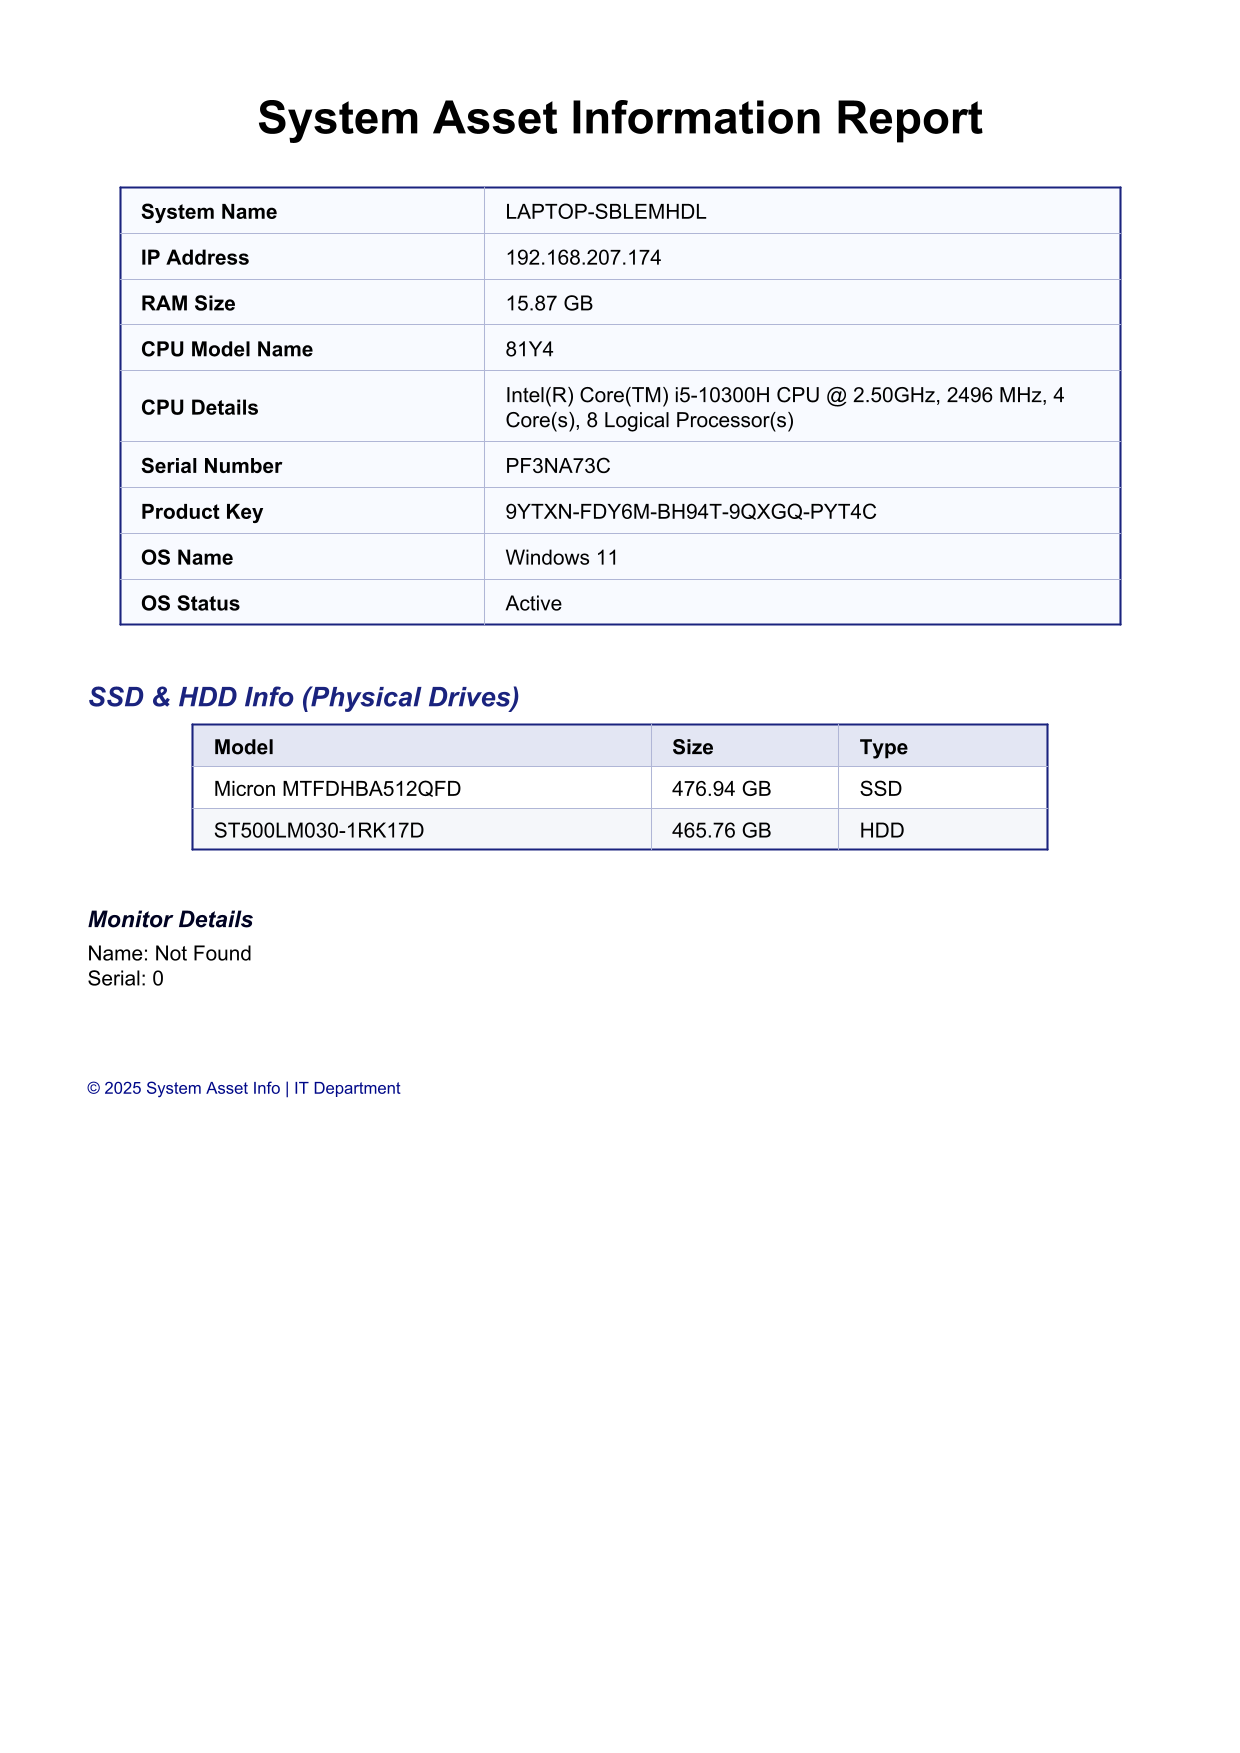 System Asset Information Report
System Name LAPTOP-SBLEMHDL
IP Address 192.168.207.174
RAM Size 15.87 GB
CPU Model Name 81Y4
CPU Details Intel(R) Core(TM) i5-10300H CPU @ 2.50GHz, 2496 MHz, 4
Core(s), 8 Logical Processor(s)
Serial Number PF3NA73C
Product Key 9YTXN-FDY6M-BH94T-9QXGQ-PYT4C
OS Name Windows 11
OS Status Active
SSD & HDD Info (Physical Drives)
Model Size Type
Micron MTFDHBA512QFD 476.94 GB SSD
ST500LM030-1RK17D 465.76 GB HDD
Monitor Details
Name: Not Found
Serial: 0
© 2025 System Asset Info | IT Department